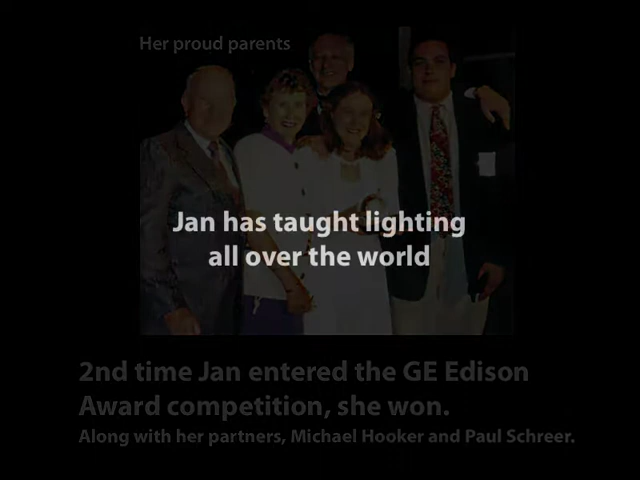 Her proud parents
Jan has taught lighting
all over the world
2nd time Jan entered the GE Edison
Award competition, she won.
Along with her partners, Michael Hooker and Paul Schreer.